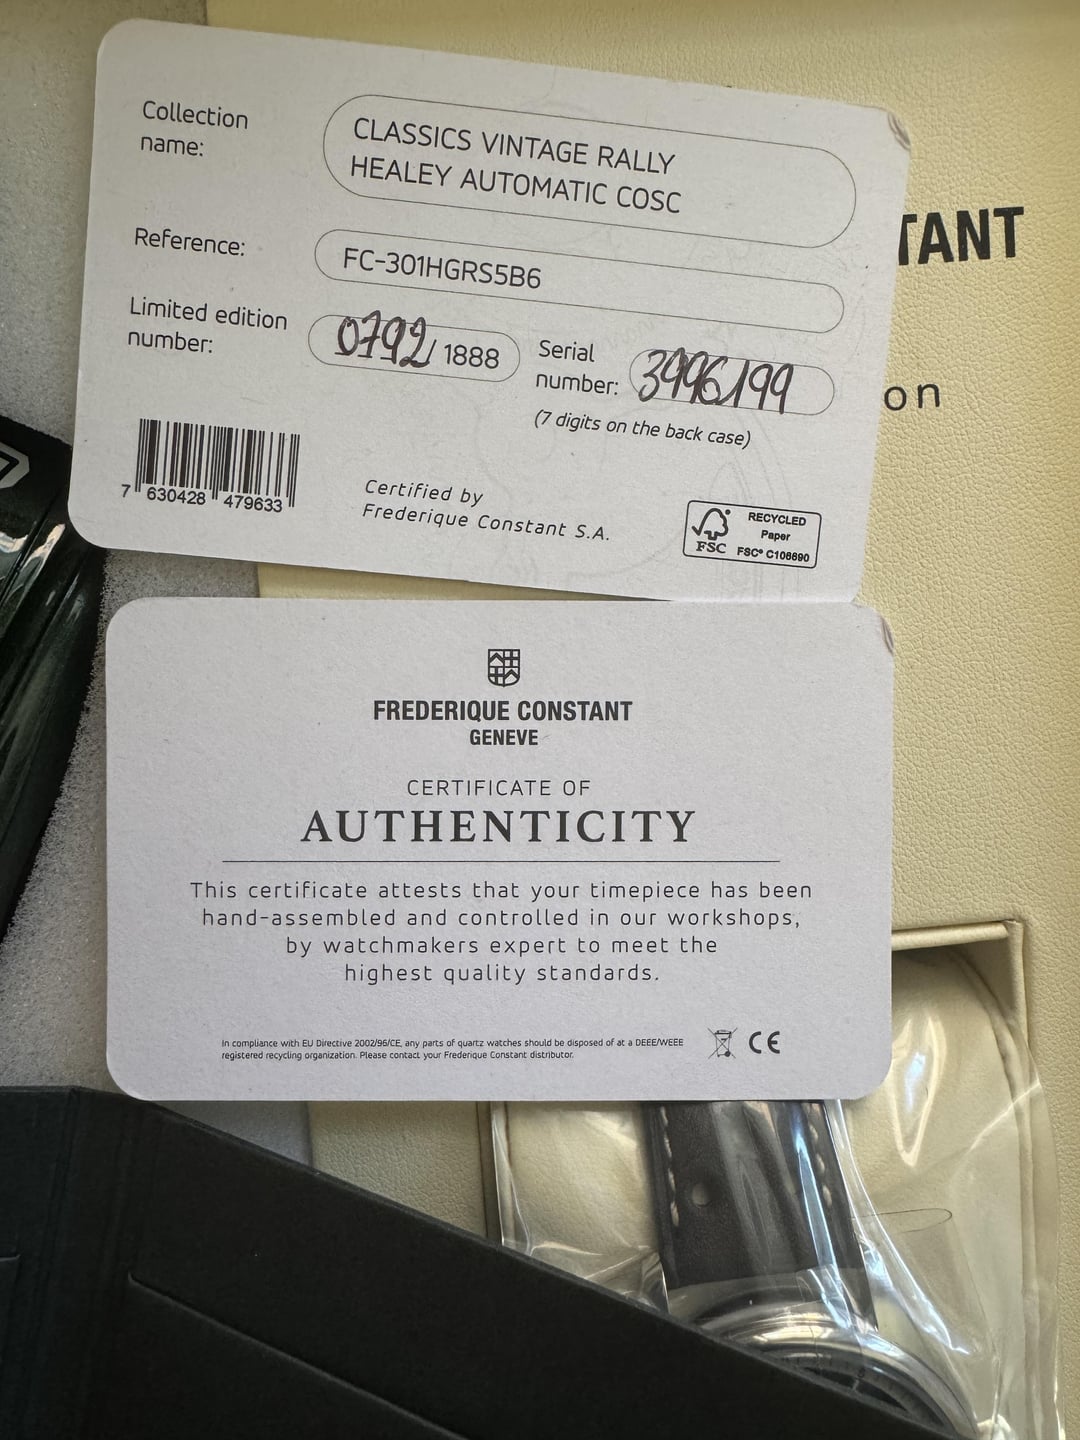 Collection
name:
CLASSICS VINTAGE RALLY
HEALEY AUTOMATIC COSC
Reference:
FC-301HGRS5B6
Limited edition
number:
0792/1888
Serial
number:
3996199
(7 digits on the back case)
7 630428 479633
Certified by
Frederique Constant S.A.
FSC
RECYCLED
Paper
FSC® C106690
TANT
on
FREDERIQUE CONSTANT
GENEVE
CERTIFICATE OF
AUTHENTICITY
This certificate attests that your timepiece has been
hand-assembled and controlled in our workshops,
by watchmakers expert to meet the
highest quality standards.
In compliance with EU Directive 2002/96/CE, any parts of quartz watches should be disposed of at a DEEE/WEEE
registered recycling organization. Please contact your Frederique Constant distributor.
CE